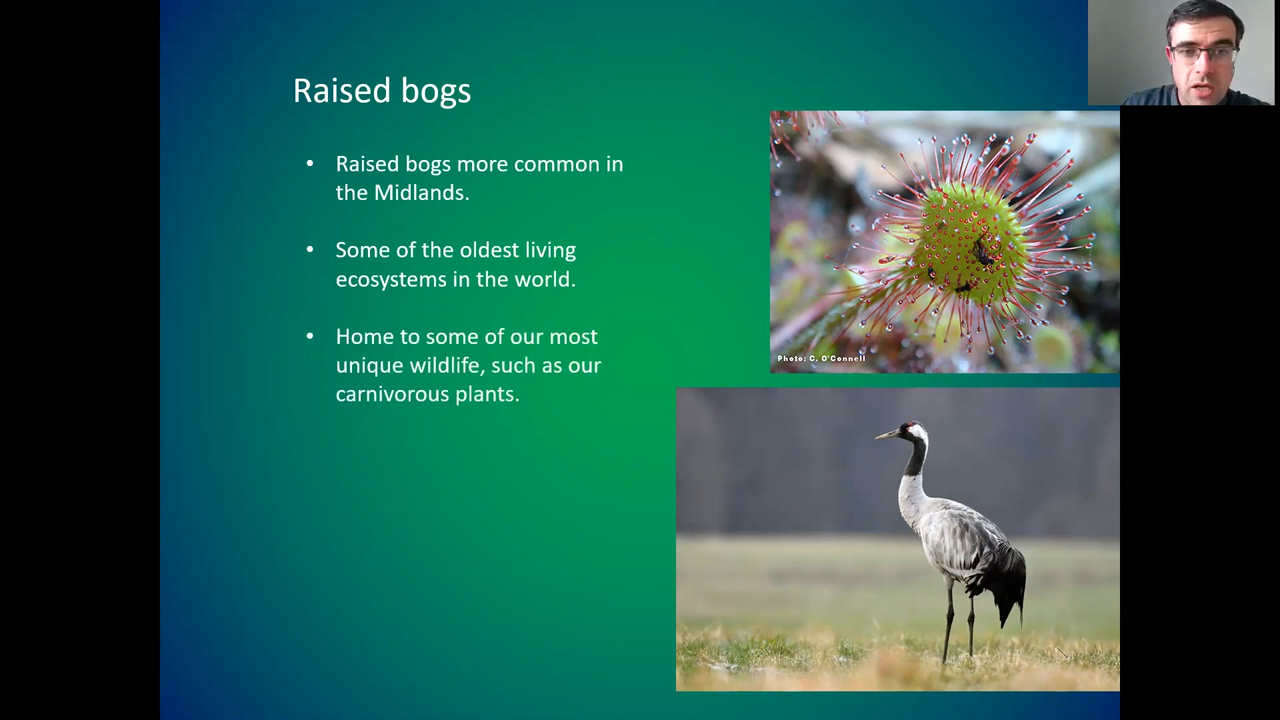 Raised bogs
• Raised bogs more common in
the Midlands.
• Some of the oldest living
ecosystems in the world.
• Home to some of our most
unique wildlife, such as our
carnivorous plants.
Photo: C. O'Connell